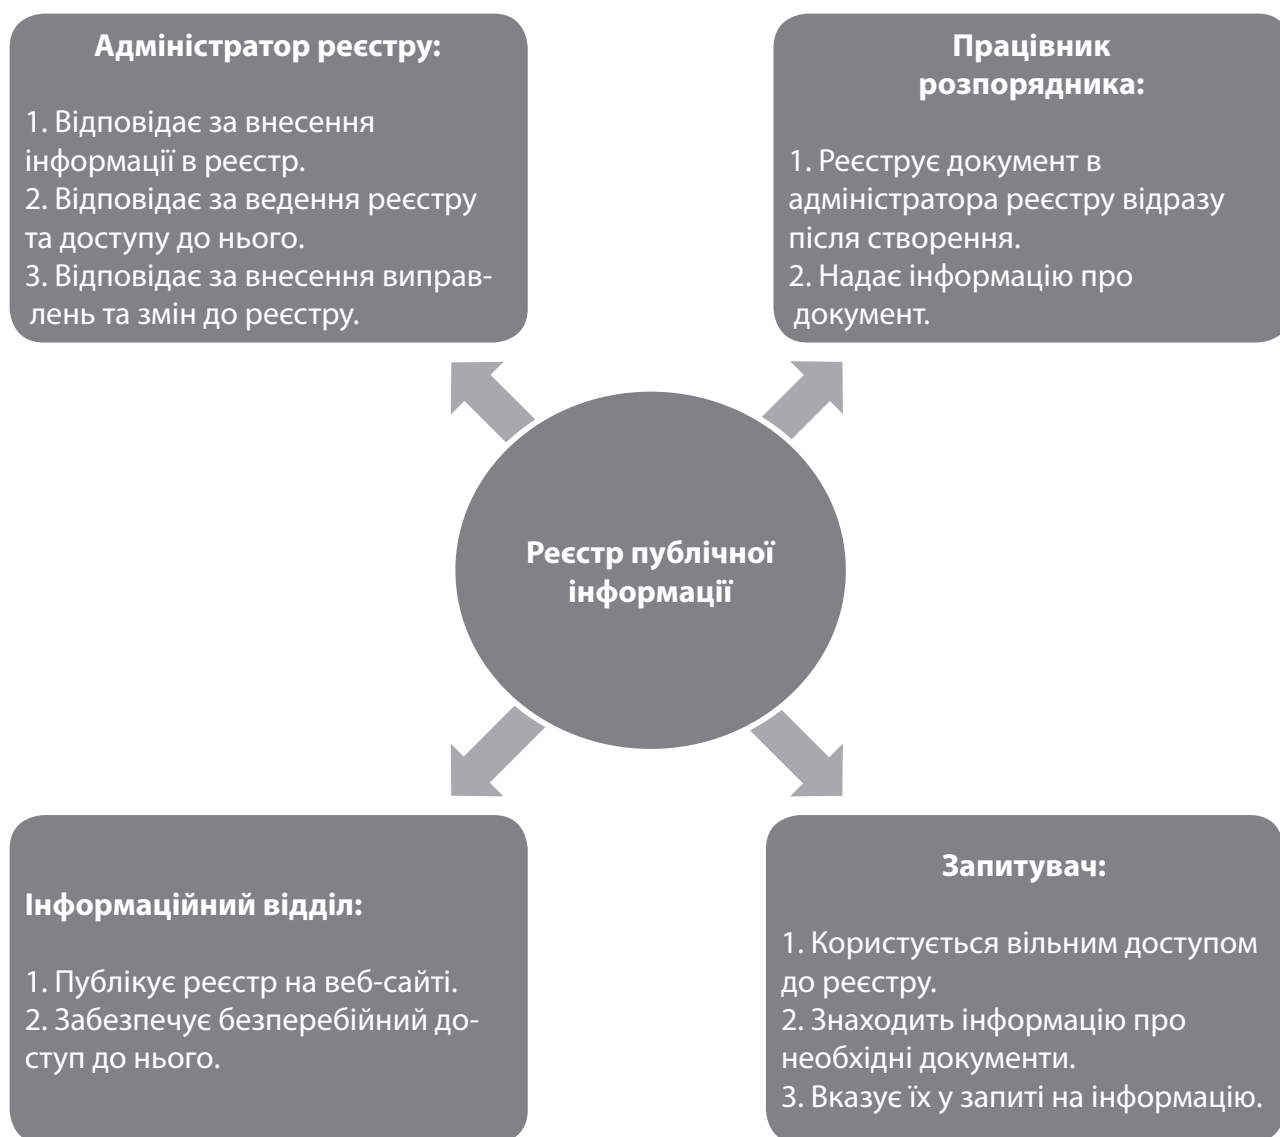 Адміністратор реєстру:
1. Відповідає за внесення
інформації в реєстр.
2. Відповідає за ведення реєстру
та доступу до нього.
3. Відповідає за внесення виправ-
лень та змін до реєстру.
Працівник
розпорядника:
1. Реєструє документ в
адміністратора реєстру відразу
після створення.
2. Надає інформацію про
документ.
Реєстр публічної
інформації
Інформаційний відділ:
1. Публікує реєстр на веб-сайті.
2. Забезпечує безперебійний до-
ступ до нього.
Запитувач:
1. Користується вільним доступом
до реєстру.
2. Знаходить інформацію про
необхідні документи.
3. Вказує їх у запиті на інформацію.